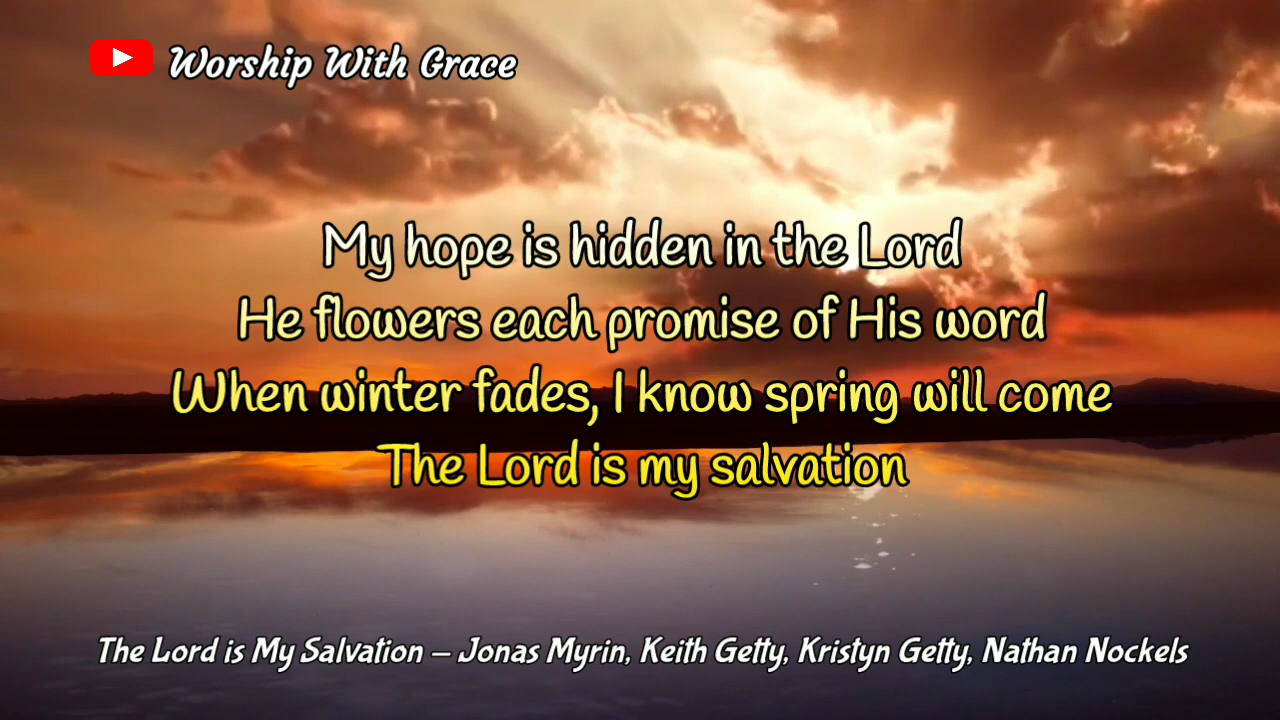 Worship With Grace
My hope is hidden in the Lord
He flowers each promise of His word
When winter fades, I know spring will come
The Lord is my salvation
The Lord is My Salvation – Jonas Myrin, Keith Getty, Kristyn Getty, Nathan Nockels